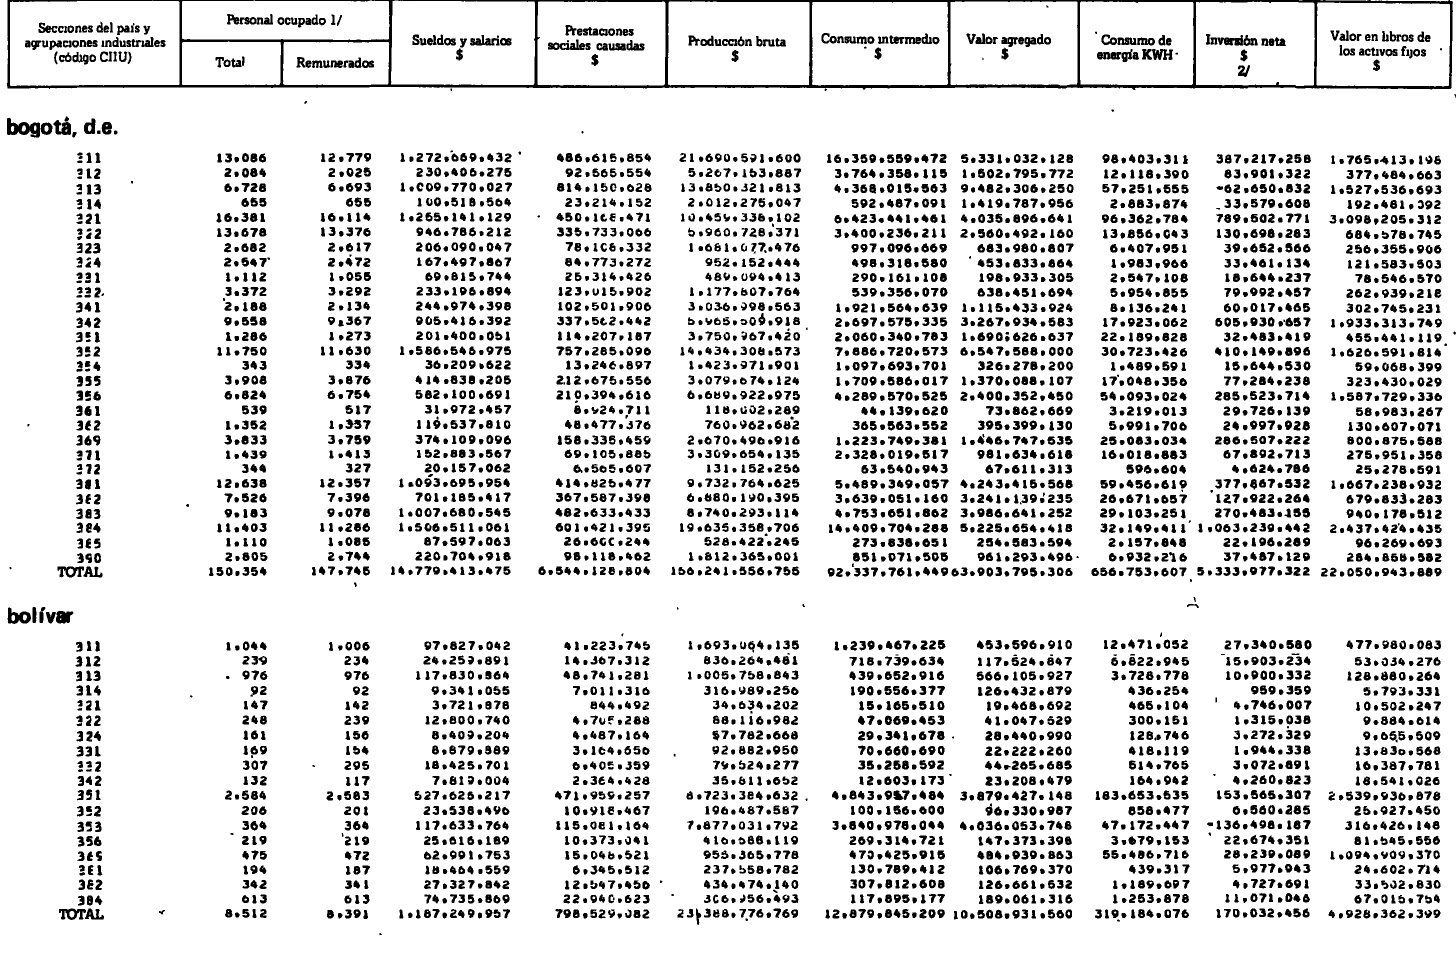 Secciones del país y agrupaciones industriales (código CIIU) Personal ocupado 1/ Total Remunerados Sueldos y salarios $ Prestaciones sociales causadas $ Producción bruta $ Consumo intermedio $ Valor agregado $ Consumo de energía KWH Inversión neta $ 2/ Valor en libros de los activos fijos $
bogotá, d.e.
311 13.086 12.779 1.272.669.432 486.615.854 21.690.591.600 16.359.559.472 5.331.032.128 98.403.311 387.217.258 1.765.413.196
312 2.084 2.025 230.406.275 92.565.554 5.267.153.887 3.764.358.115 1.502.795.772 12.118.390 83.901.322 377.484.663
313 6.728 6.693 1.009.770.027 814.150.628 13.850.321.813 4.368.015.563 9.482.306.250 57.251.555 -62.650.832 1.527.536.693
314 655 655 100.518.564 23.214.152 2.012.275.047 592.487.091 1.419.787.956 2.883.874 33.579.608 192.481.092
321 16.381 16.114 1.265.141.129 450.168.471 10.459.338.102 6.423.441.461 4.035.896.641 96.362.784 789.602.771 3.098.205.312
322 13.678 13.376 946.786.212 335.733.066 5.960.728.371 3.400.236.211 2.560.492.160 13.856.043 130.698.283 684.578.745
323 2.682 2.617 206.090.047 78.108.332 1.681.077.476 997.096.669 683.980.807 6.407.951 39.652.566 256.355.906
324 2.547 2.472 167.497.867 84.773.272 952.152.444 498.318.580 453.833.864 1.983.966 33.461.134 121.583.503
331 1.112 1.055 69.815.744 25.314.426 489.094.413 290.161.108 198.933.305 2.547.108 18.644.237 78.546.570
332 3.372 3.292 233.196.894 123.015.902 1.177.807.764 539.356.070 638.451.694 5.954.855 79.992.457 262.939.218
341 2.188 2.134 244.974.398 102.501.906 3.036.998.563 1.921.564.639 1.115.433.924 8.136.241 60.017.465 302.745.231
342 9.558 9.367 905.416.392 337.562.442 5.965.509.918 2.697.575.335 3.267.934.583 17.923.062 605.930.657 1.933.313.749
351 1.286 1.273 201.400.051 114.207.187 3.750.967.420 2.060.340.783 1.690.626.637 22.189.828 32.483.419 455.441.119
352 11.750 11.630 1.586.546.975 757.285.096 14.434.308.573 7.886.720.573 6.547.588.000 30.723.426 410.149.896 1.626.591.814
354 343 334 36.209.622 13.246.897 1.423.971.901 1.097.693.701 326.278.200 1.489.591 15.644.530 59.068.399
355 3.908 3.876 414.838.205 212.675.556 3.079.674.124 1.709.586.017 1.370.088.107 17.048.356 77.284.238 323.430.029
356 6.824 6.754 582.100.691 210.394.616 6.689.922.975 4.289.570.525 2.400.352.450 54.093.024 285.523.714 1.587.729.336
361 539 517 31.972.457 8.924.711 118.002.289 44.139.620 73.862.669 3.219.013 29.726.139 58.983.267
362 1.352 1.337 119.537.810 48.477.376 760.962.682 365.563.552 395.399.130 5.991.706 24.997.928 130.607.071
369 3.833 3.759 374.109.096 158.335.459 2.670.496.916 1.223.749.381 1.446.747.535 25.083.034 286.507.222 800.875.588
371 1.439 1.413 152.883.567 69.105.885 3.309.654.135 2.328.019.517 981.634.618 16.018.883 67.892.713 275.951.358
372 344 327 20.157.062 6.565.607 131.152.256 63.540.943 67.611.313 596.604 4.624.786 25.278.591
381 12.638 12.357 1.093.695.954 414.826.477 9.732.764.625 5.489.349.057 4.243.415.568 59.456.619 377.867.532 1.667.238.932
382 7.526 7.396 701.185.417 367.587.398 6.880.190.395 3.639.051.160 3.241.139.235 26.671.657 127.922.264 679.833.283
383 9.183 9.078 1.007.680.545 482.633.433 8.740.293.114 4.753.651.862 3.986.641.252 29.103.251 270.483.155 940.178.512
384 11.403 11.286 1.506.511.061 601.421.395 19.635.358.706 14.409.704.288 5.225.654.418 32.149.411 1.063.239.442 2.437.424.435
385 1.110 1.085 87.597.063 528.422.245 273.838.651 254.583.594 2.157.848 22.196.289 96.269.693
390 2.805 2.744 220.704.918 98.118.462 1.812.365.001 851.071.505 961.293.496 6.932.216 37.487.129 284.868.582
TOTAL 150.354 147.745 14.779.413.475 6.544.128.804 156.241.556.755 92.337.761.449 63.903.795.306 656.753.607 5.333.977.322 22.050.943.889
bolívar
311 1.044 1.006 97.827.042 41.223.745 1.693.064.135 1.239.467.225 453.596.910 12.471.052 27.340.580 477.980.083
312 239 234 24.259.891 14.367.312 836.264.481 718.739.634 117.524.847 6.822.945 15.903.234 53.034.276
313 976 976 117.830.864 48.741.281 1.005.758.843 439.652.916 566.105.927 3.728.778 10.900.332 128.880.264
314 92 92 9.341.055 7.011.316 316.989.256 190.556.377 126.432.879 436.254 959.359 5.793.331
321 147 142 3.721.878 844.492 34.634.202 15.165.510 19.468.692 465.104 4.746.007 10.502.247
322 248 239 12.800.740 4.705.288 88.116.982 47.069.453 41.047.529 300.151 1.315.038 9.884.614
324 161 156 8.409.204 4.487.164 57.782.668 29.341.678 28.440.990 128.746 3.272.329 9.655.509
331 169 154 8.879.889 3.164.650 92.882.950 70.660.690 22.222.260 418.119 1.944.338 13.836.568
332 307 295 18.425.701 6.405.359 79.524.277 35.258.592 44.265.685 514.765 3.072.891 16.387.781
342 132 117 7.819.004 2.364.428 35.811.652 12.603.173 23.208.479 164.942 4.260.823 18.541.026
351 2.584 2.583 527.626.217 471.959.257 8.723.384.632 4.843.957.484 3.879.427.148 183.653.535 153.565.307 2.539.936.878
352 206 201 23.538.496 10.918.467 196.487.587 100.156.600 96.330.987 858.477 6.560.285 25.927.450
353 364 364 117.633.764 115.081.164 7.877.031.792 3.840.978.044 4.036.053.748 47.172.447 -136.498.187 316.426.148
356 219 219 25.616.189 10.373.041 416.688.119 269.314.721 147.373.398 3.679.153 22.674.351 81.545.556
369 475 472 62.991.753 15.046.521 955.365.778 470.425.915 484.939.863 55.486.716 28.239.089 1.094.909.370
381 194 187 18.464.559 6.345.512 237.558.782 130.789.412 106.769.370 439.317 5.977.943 24.602.714
382 342 341 27.327.842 12.547.450 434.474.140 307.812.608 126.661.532 1.189.697 4.727.691 33.502.830
384 613 613 74.735.869 22.940.623 306.956.493 117.895.177 189.061.316 1.253.878 11.071.046 67.015.754
TOTAL 8.512 8.391 1.187.249.957 798.529.082 23.388.776.769 12.879.845.209 10.508.931.560 319.184.076 170.032.456 4.928.362.399